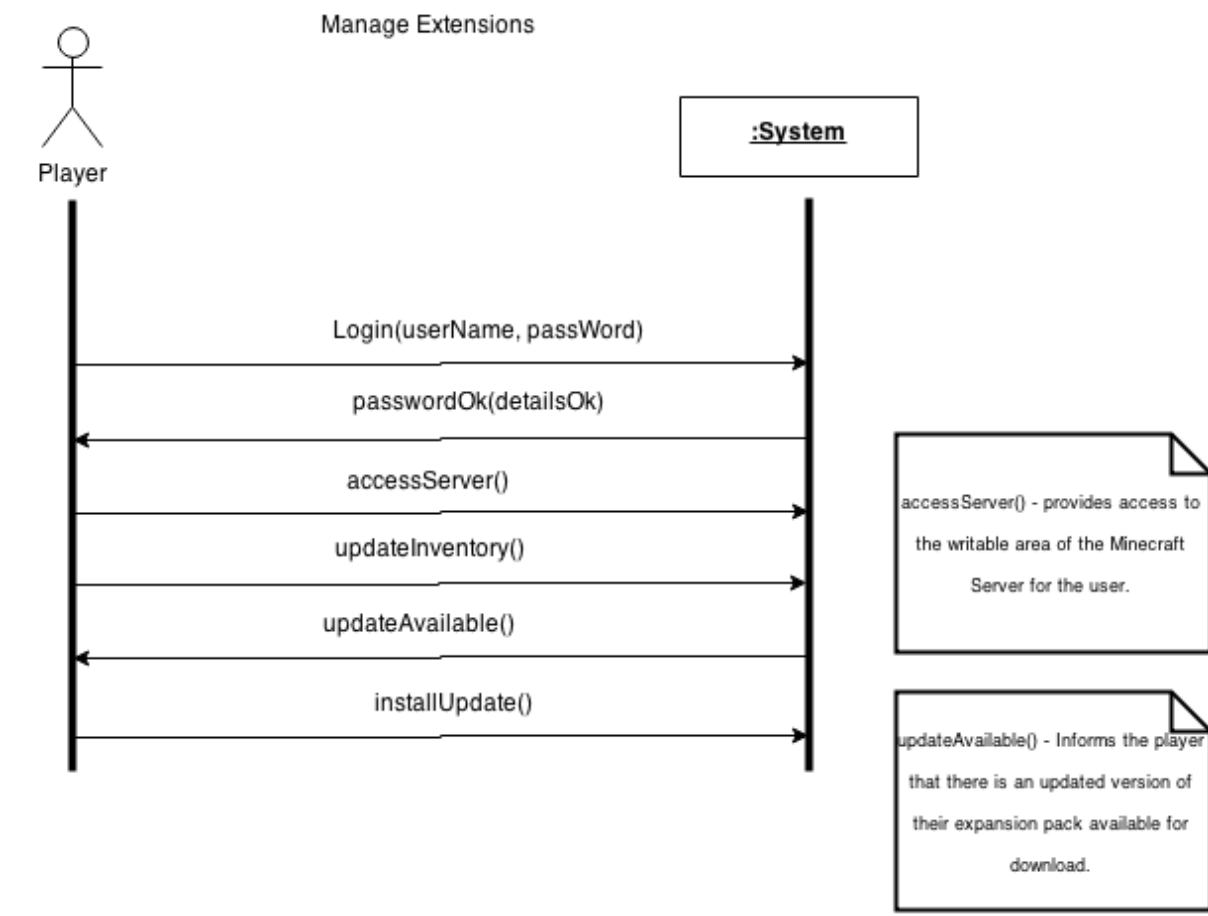 Manage Extensions
:System
Player
Login(userName, passWord)
passwordOk(detailsOk)
accessServer()
updateInventory()
updateAvailable()
installUpdate()
accessServer() - provides access to
the writable area of the Minecraft
Server for the user.
updateAvailable() - Informs the player
that there is an updated version of
their expansion pack available for
download.